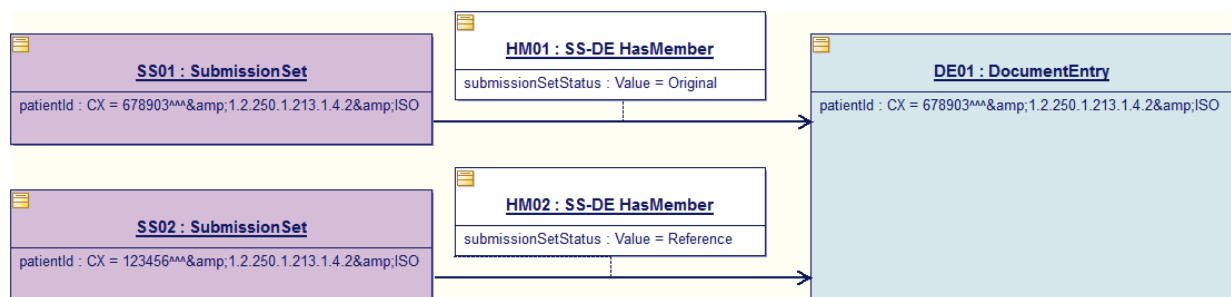 SS01 : SubmissionSet
patientId : CX = 678903^^^&amp;1.2.250.1.213.1.4.2&amp;ISO
HM01 : SS-DE HasMember
submissionSetStatus : Value = Original
DE01 : DocumentEntry
patientId : CX = 678903^^^&amp;1.2.250.1.213.1.4.2&amp;ISO
SS02 : SubmissionSet
patientId : CX = 123456^^^&amp;1.2.250.1.213.1.4.2&amp;ISO
HM02 : SS-DE HasMember
submissionSetStatus : Value = Reference